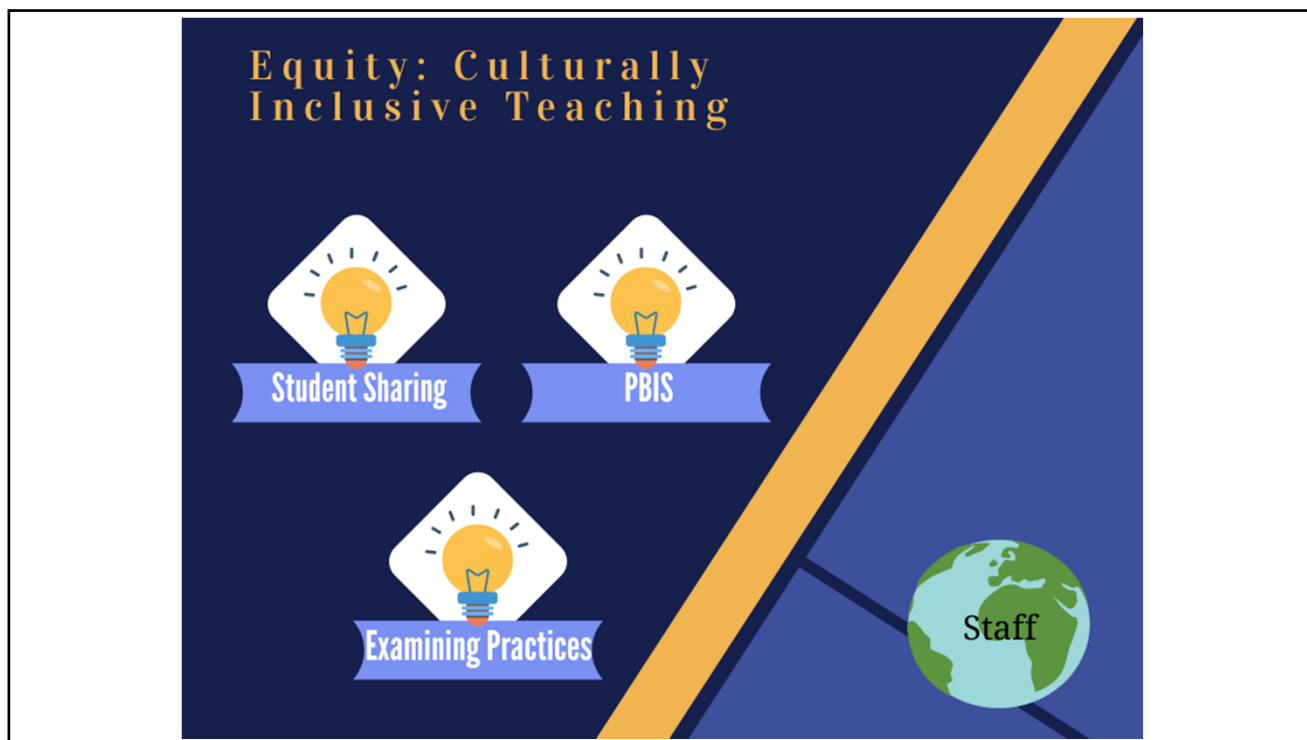 Equity: Culturally
Inclusive Teaching
Student Sharing
PBIS
Examining Practices
Staff